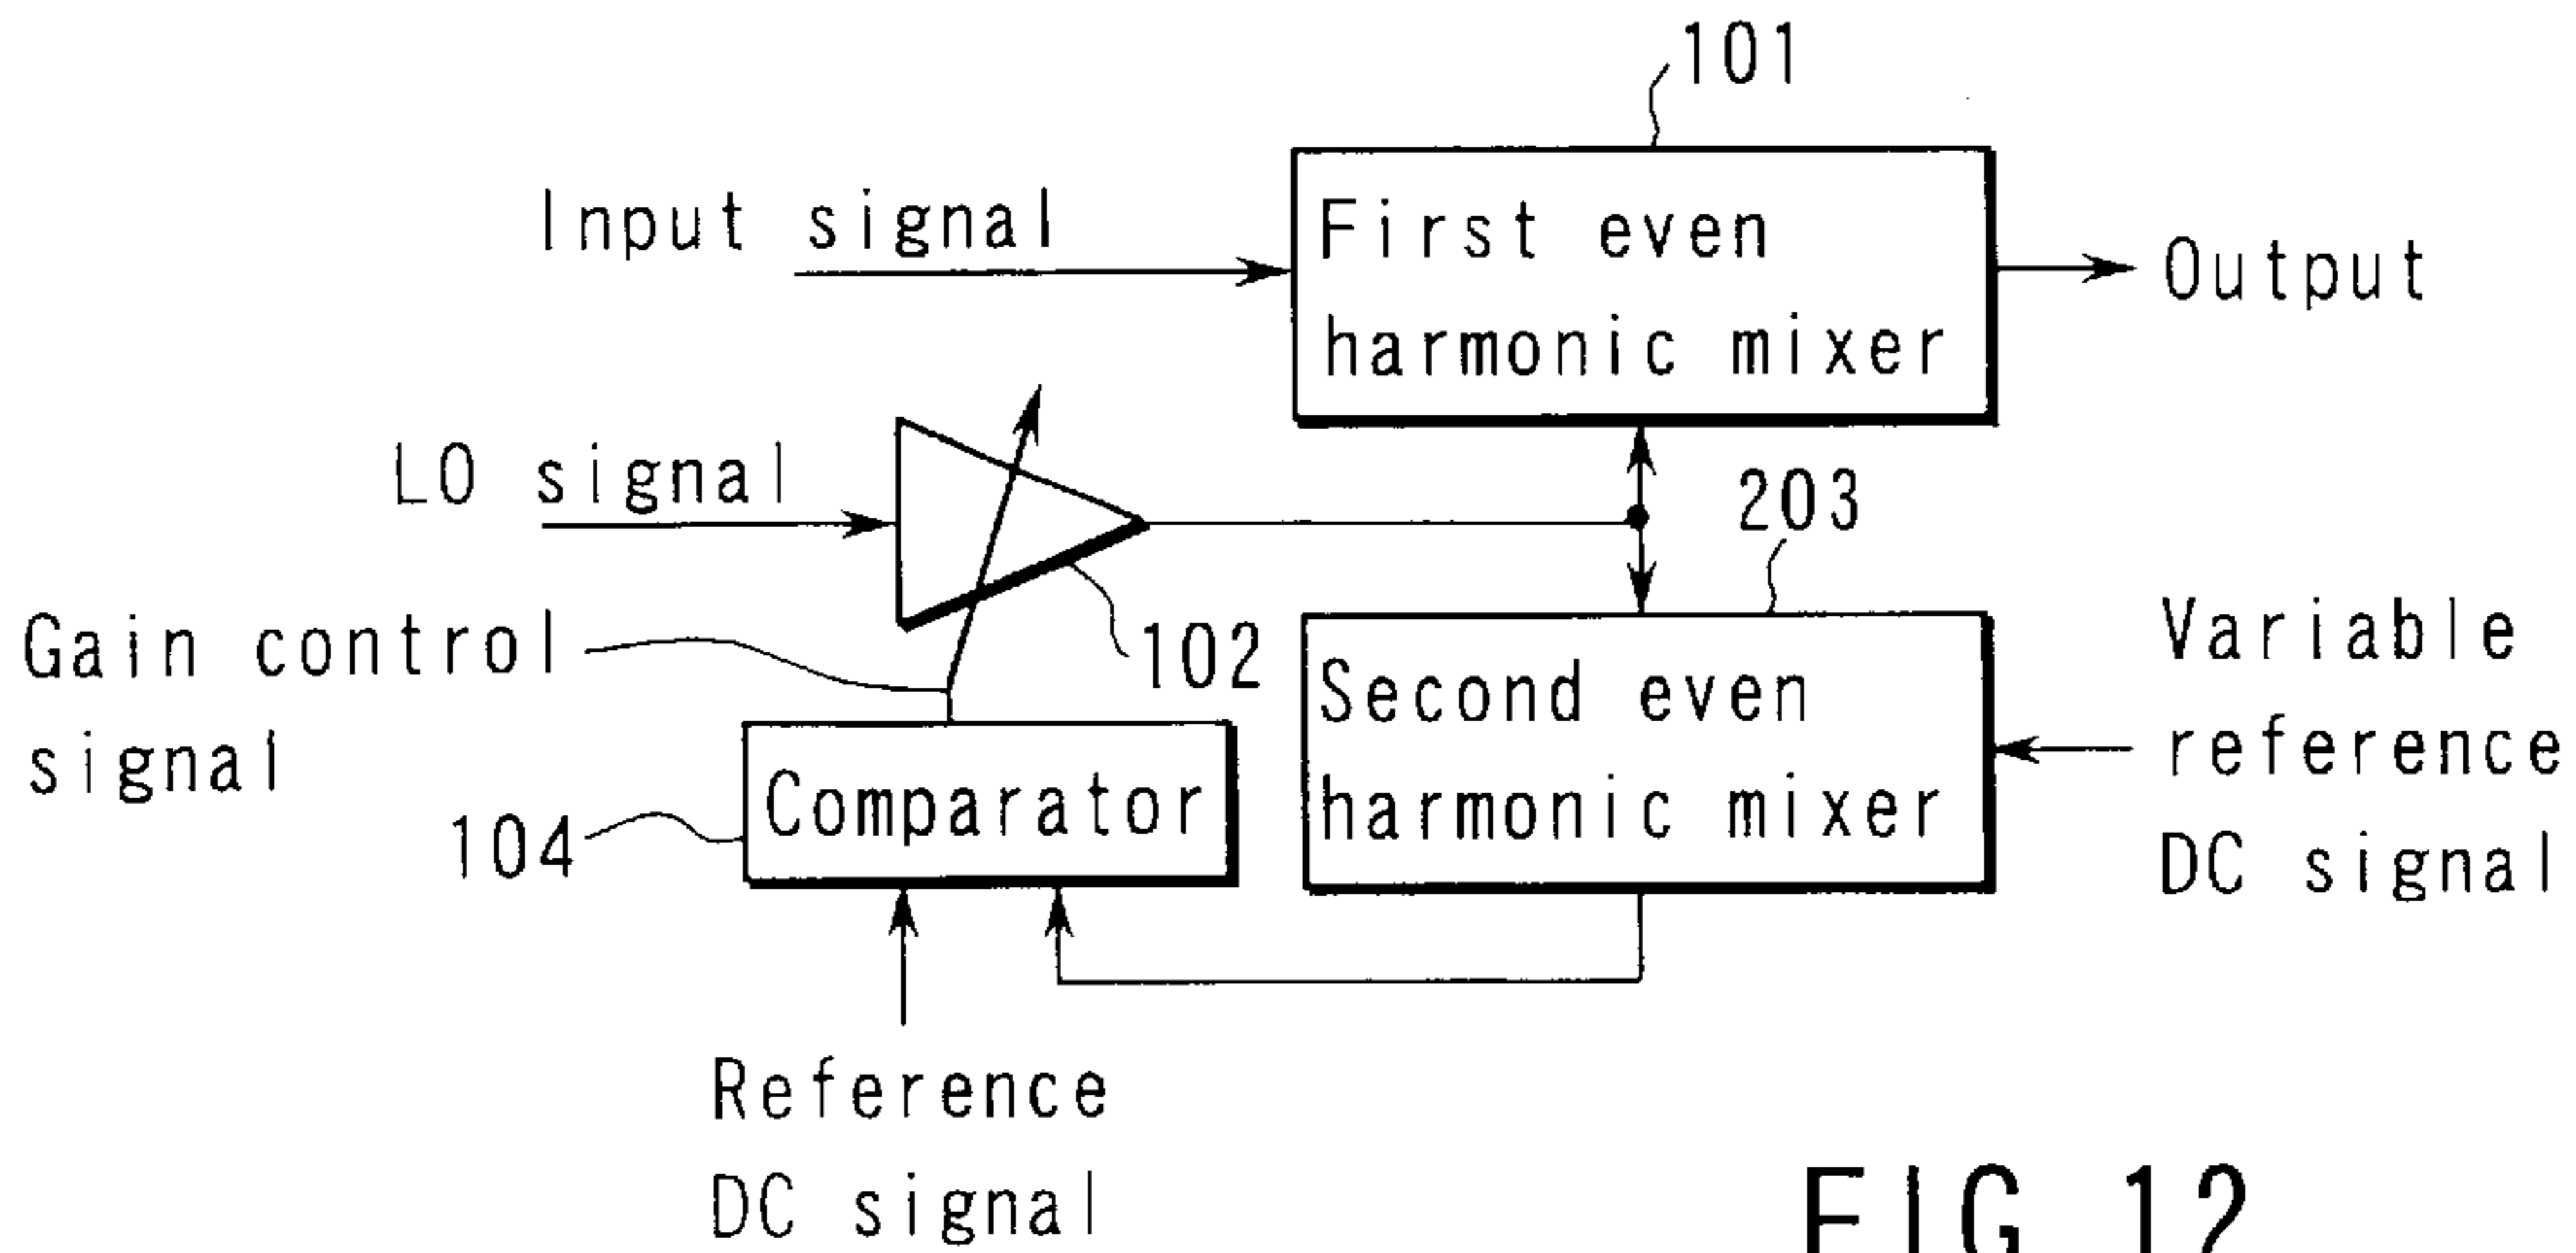 101
Input signal
First even
harmonic mixer
Output
LO signal
203
Gain control
signal
102
Second even
harmonic mixer
Variable
reference
DC signal
104
Comparator
Reference
DC signal
FIG.12